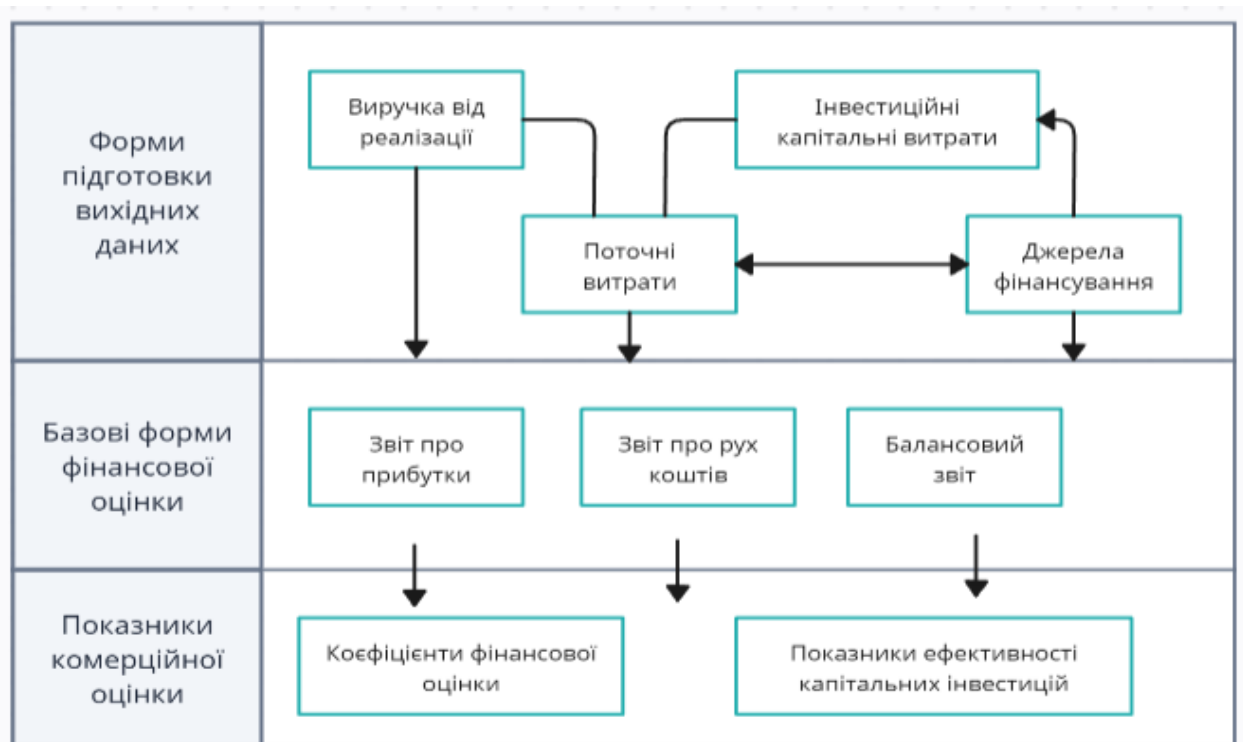 Форми
підготовки
вихідних
даних
Виручка від
реалізації
Інвестиційні
капітальні витрати
Поточні
витрати
Джерела
фінансування
Базові форми
фінансової
оцінки
Звіт про
прибутки
Звіт про рух
коштів
Балансовий
звіт
Показники
комерційної
оцінки
Коєфіцієнти фінансової
оцінки
Показники ефективності
капітальних інвестицій